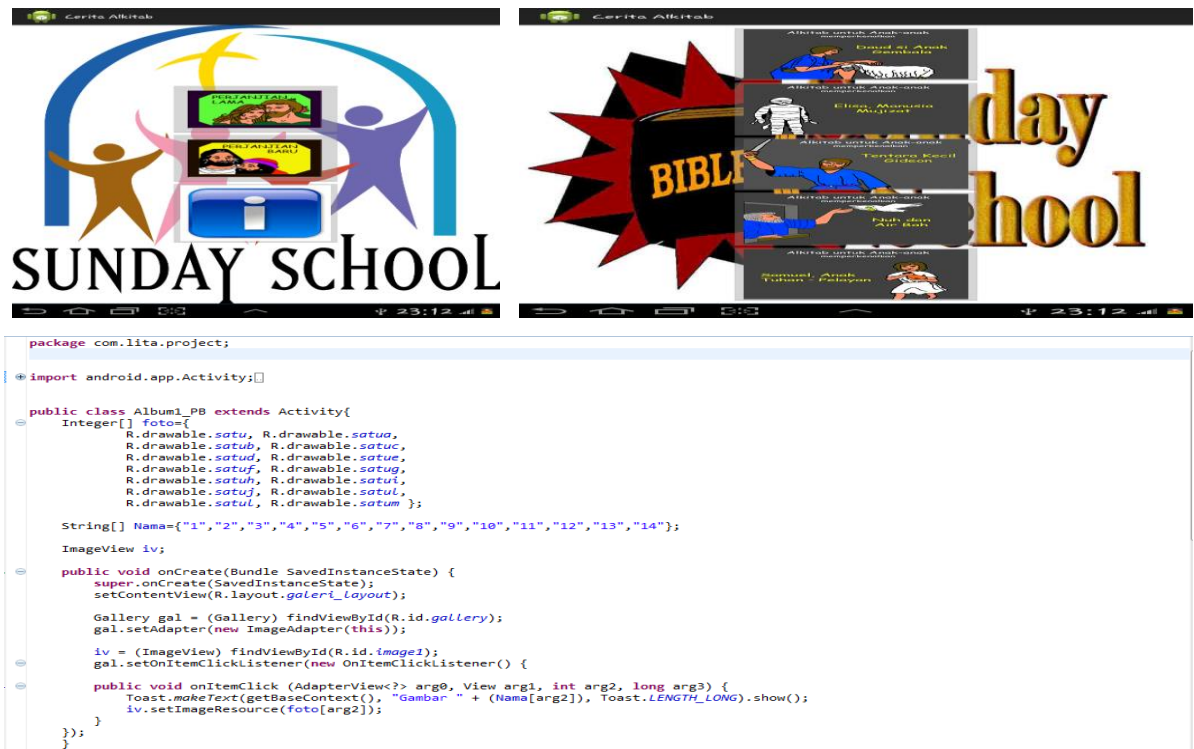 Cerita Alkitab
PERJANJIAN
LAMA
PERJANJIAN
BARU
i
SUNDAY SCHOOL
23:12
Cerita Alkitab
Alkitab untuk Anak-anak
memperkenalkan
Daud si Anak
Gembala
Alkitab untuk Anak-anak
memperkenalkan
Elisa, Manusia
Mujizat
Alkitab untuk Anak-anak
memperkenalkan
Tentara Kecil
Gideon
Alkitab untuk Anak-anak
memperkenalkan
Nuh dan
Air Bah
Alkitab untuk Anak-anak
memperkenalkan
Samuel, Anak
Tuhan - Pelayan
BIBL
day
hool
23:12
package com.lita.project;
import android.app.Activity;
public class Album1_PB extends Activity{
Integer[] foto={
R.drawable.satu, R.drawable.satua,
R.drawable.satub, R.drawable.satuc,
R.drawable.satud, R.drawable.satue,
R.drawable.satuf, R.drawable.satug,
R.drawable.satuh, R.drawable.satui,
R.drawable.satuj, R.drawable.satul,
R.drawable.satul, R.drawable.satum };
String[] Nama={"1","2","3","4","5","6","7","8","9","10","11","12","13","14"};
ImageView iv;
public void onCreate(Bundle SavedInstanceState) {
super.onCreate(SavedInstanceState);
setContentView(R.layout.galeri_layout);
Gallery gal = (Gallery) findViewById(R.id.gallery);
gal.setAdapter(new ImageAdapter(this));
iv = (ImageView) findViewById(R.id.image1);
gal.setOnItemClickListener(new OnItemClickListener() {
public void onItemClick (AdapterView<?> arg0, View arg1, int arg2, long arg3) {
Toast.makeText(getBaseContext(), "Gambar " + (Nama[arg2]), Toast.LENGTH_LONG).show();
iv.setImageResource(foto[arg2]);
}
});
}